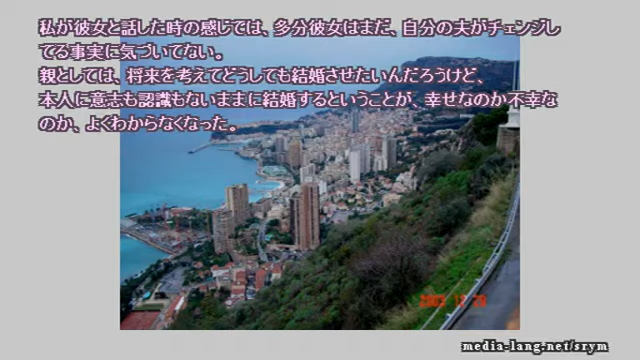 私が彼女と話した時の感じでは、多分彼女はまだ、自分の夫がチェンジし
てる事実に気づいてない。
親としては、将来を考えてどうしても結婚させたいんだろうけど、
本人に意志も認識もないままに結婚するということが、幸せなのか不幸な
のか、よくわからなくなった。
2003 12 29
media-lang-net/srym